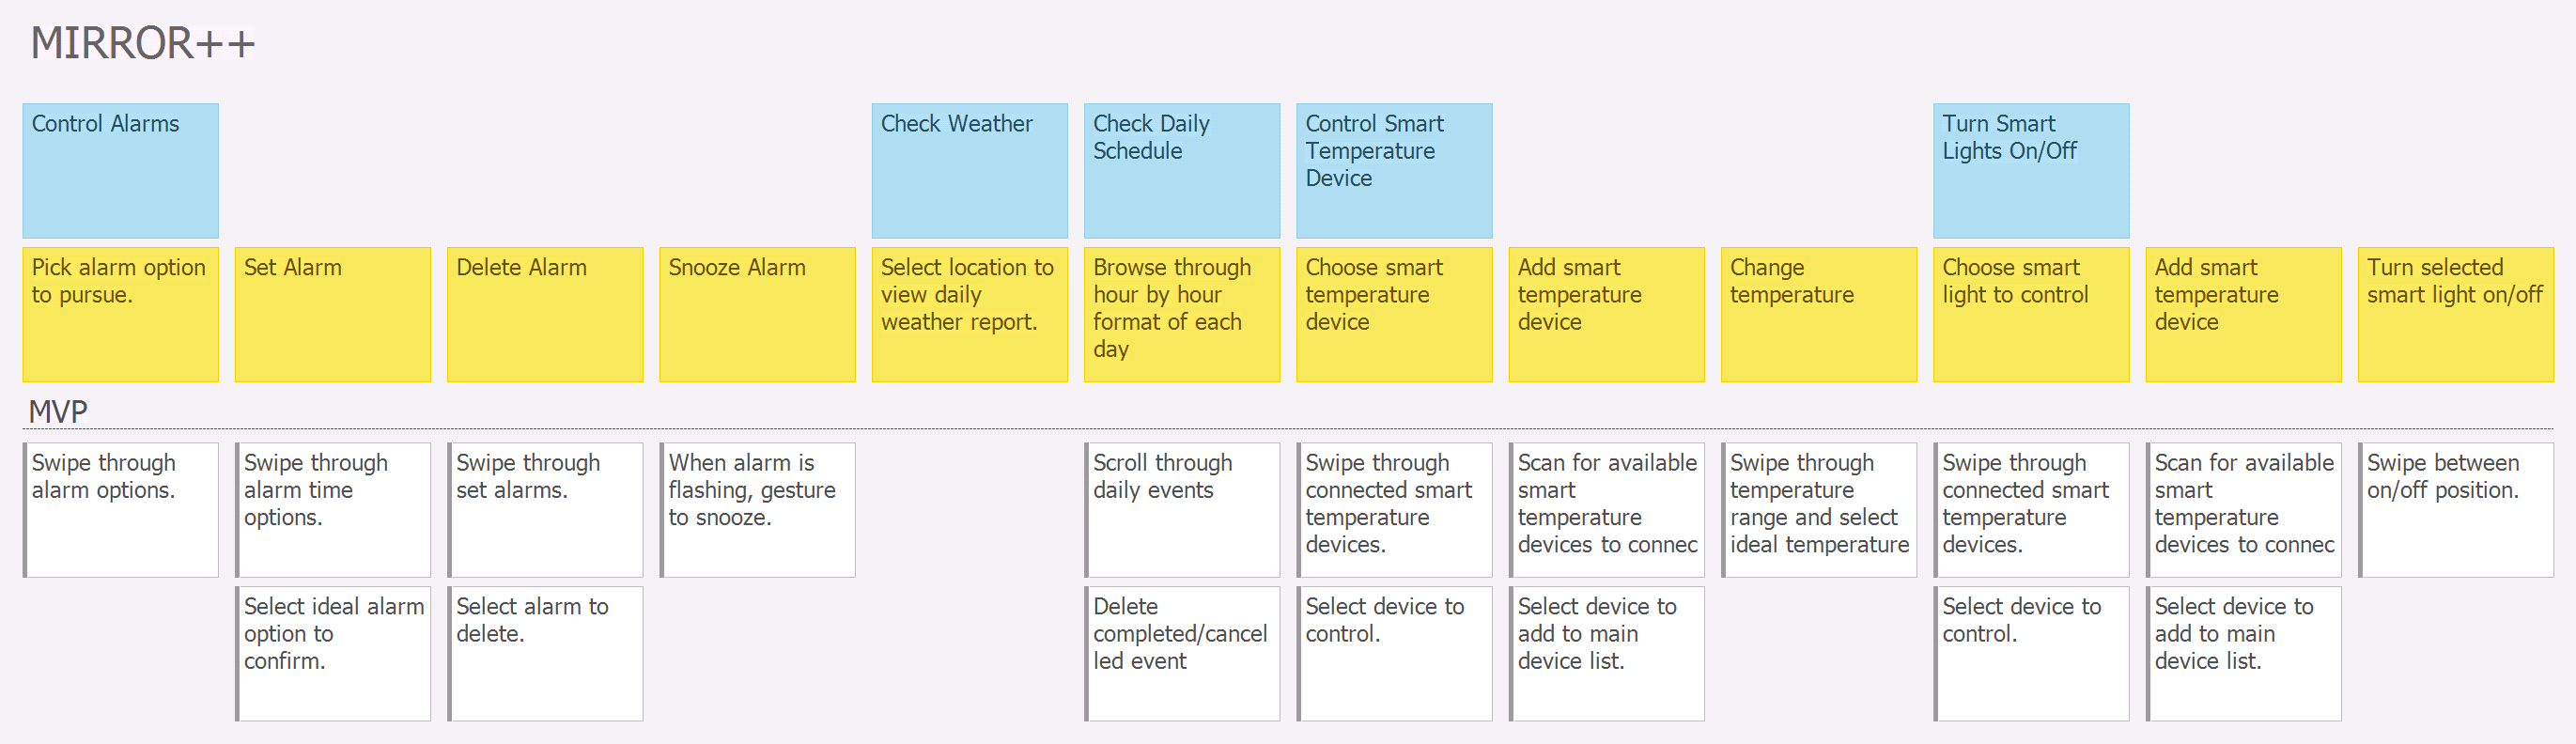 MIRROR++
Control Alarms
Check Weather
Check Daily
Schedule
Control Smart
Temperature
Device
Turn Smart
Lights On/Off
Pick alarm option
to pursue.
Set Alarm
Delete Alarm
Snooze Alarm
Select location to
view daily
weather report.
Browse through
hour by hour
format of each
day
Choose smart
temperature
device
Add smart
temperature
device
Change
temperature
Choose smart
light to control
Add smart
temperature
device
Turn selected
smart light on/off
MVP
Swipe through
alarm options.
Swipe through
alarm time
options.
Swipe through
set alarms.
When alarm is
flashing, gesture
to snooze.
Scroll through
daily events
Swipe through
connected smart
temperature
devices.
Scan for available
smart
temperature
devices to connec
Swipe through
temperature
range and select
ideal temperature
Swipe through
connected smart
temperature
devices.
Scan for available
smart
temperature
devices to connec
Swipe between
on/off position.
Select ideal alarm
option to
confirm.
Select alarm to
delete.
Delete
completed/cancel
led event
Select device to
control.
Select device to
add to main
device list.
Select device to
control.
Select device to
add to main
device list.